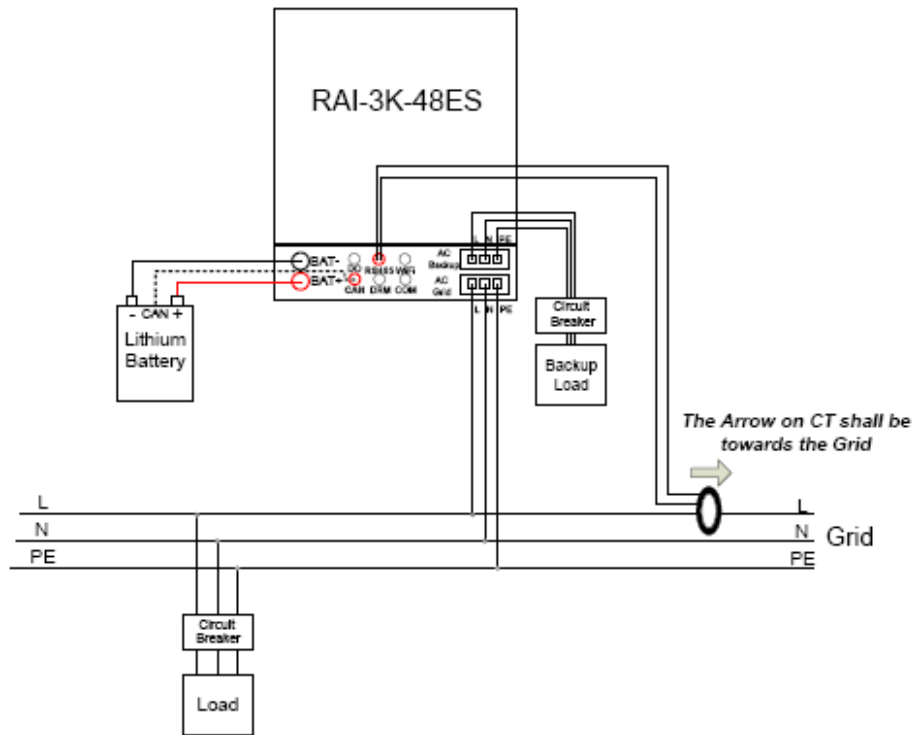 RAI-3K-48ES
L N PE
BAT-
DO
RS485
WiFi
AC
Backup
BAT+
CAN
DRM
COM
AC
Grid
L N PE
- CAN +
Lithium
Battery
Circuit
Breaker
Backup
Load
The Arrow on CT shall be
towards the Grid
L
L
N
N
Grid
PE
PE
Circuit
Breaker
Load